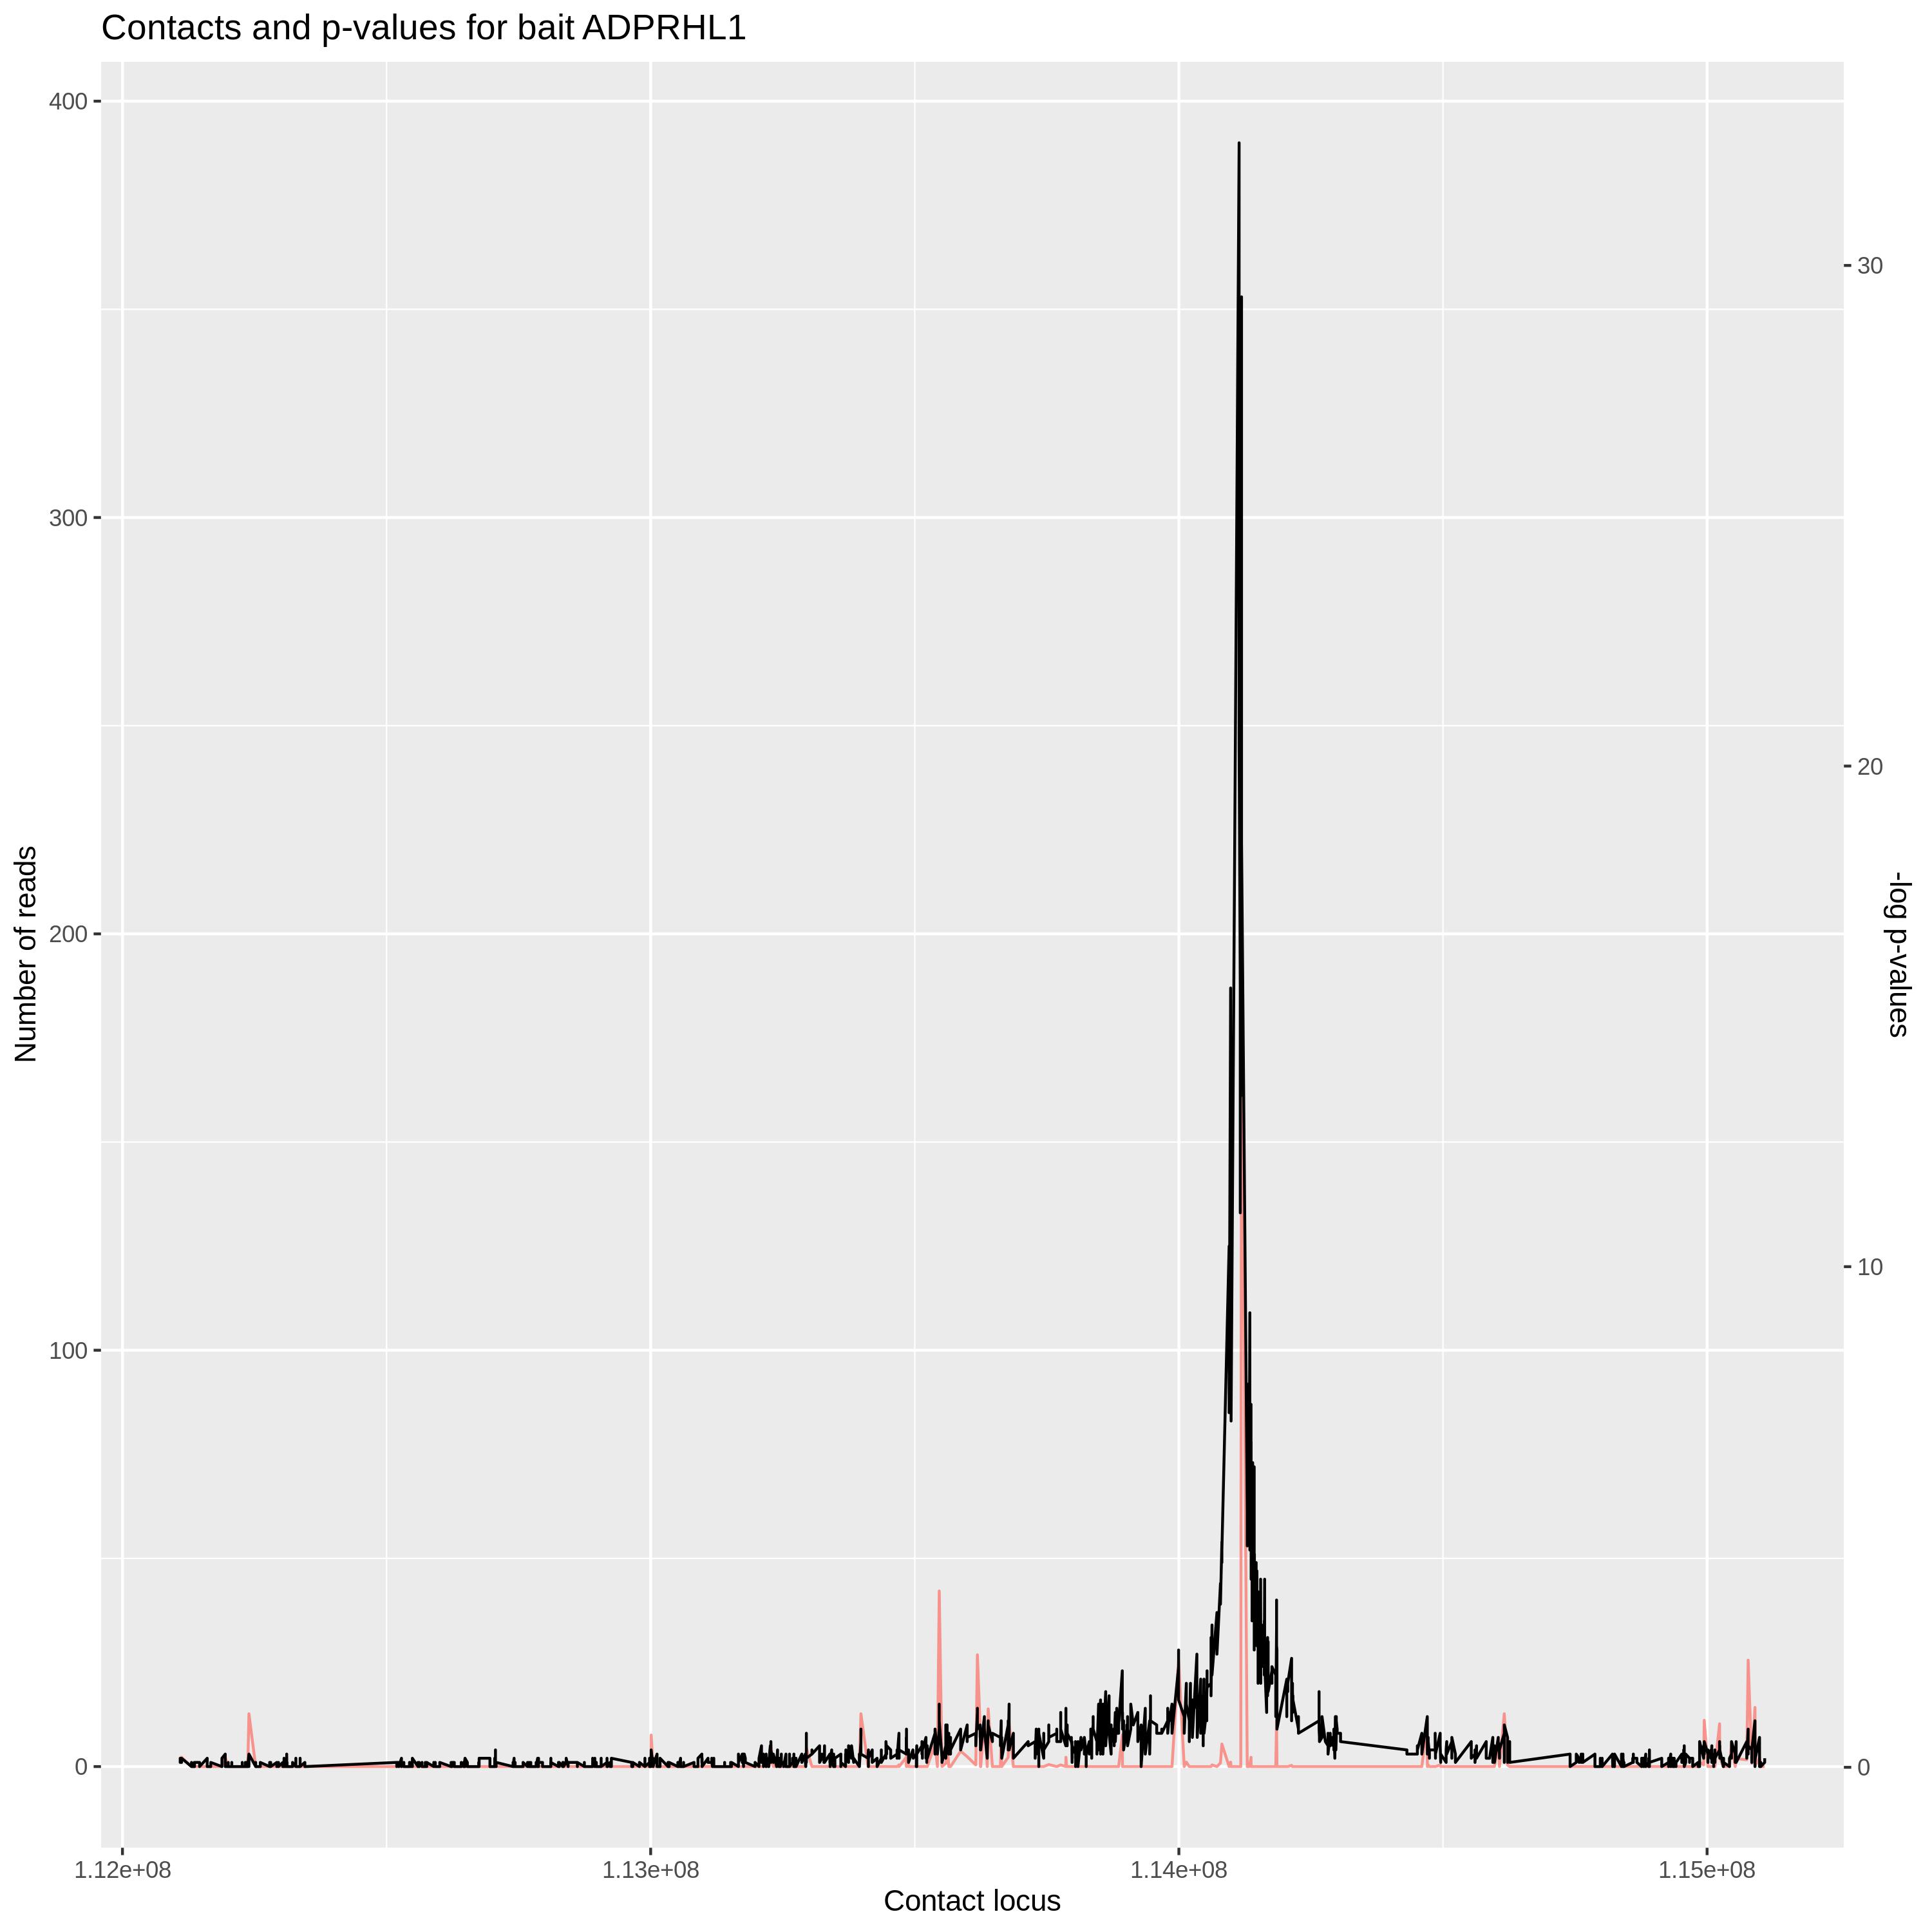 Contacts and p-values for bait ADPRHL1
400
300
200
100
0
Number of reads
30
20
10
0
-log p-values
1.12e+08
1.13e+08
1.14e+08
1.15e+08
Contact locus